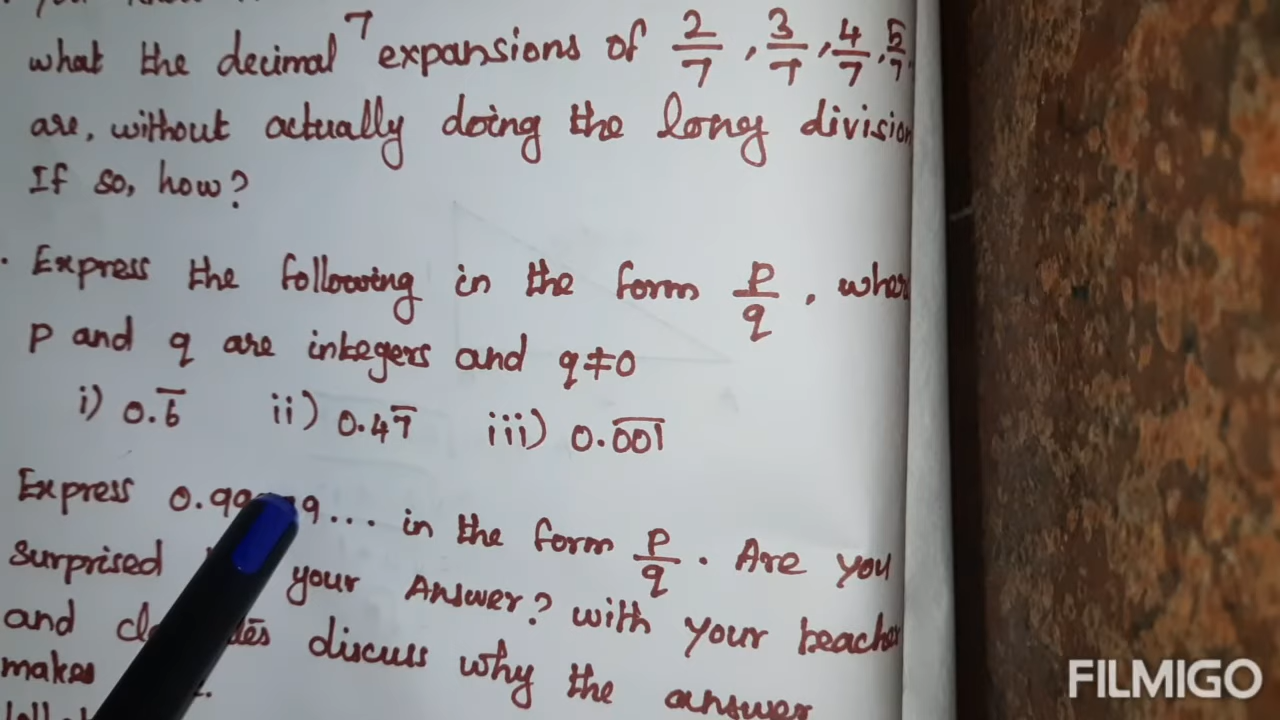 7
what the decimal expansions of 2/7, 3/7, 4/7, 5/7,
are, without actually doing the long division
If so, how?
. Express the following in the form p/q, where
p and q are integers and q≠0
i) 0.6̅ ii) 0.47̅ iii) 0.0̅0̅1̅
Express 0.99 9... in the form p/q. Are you
surprised your Answer? with your teacher
and discuss why the answer
makes
FILMIGO